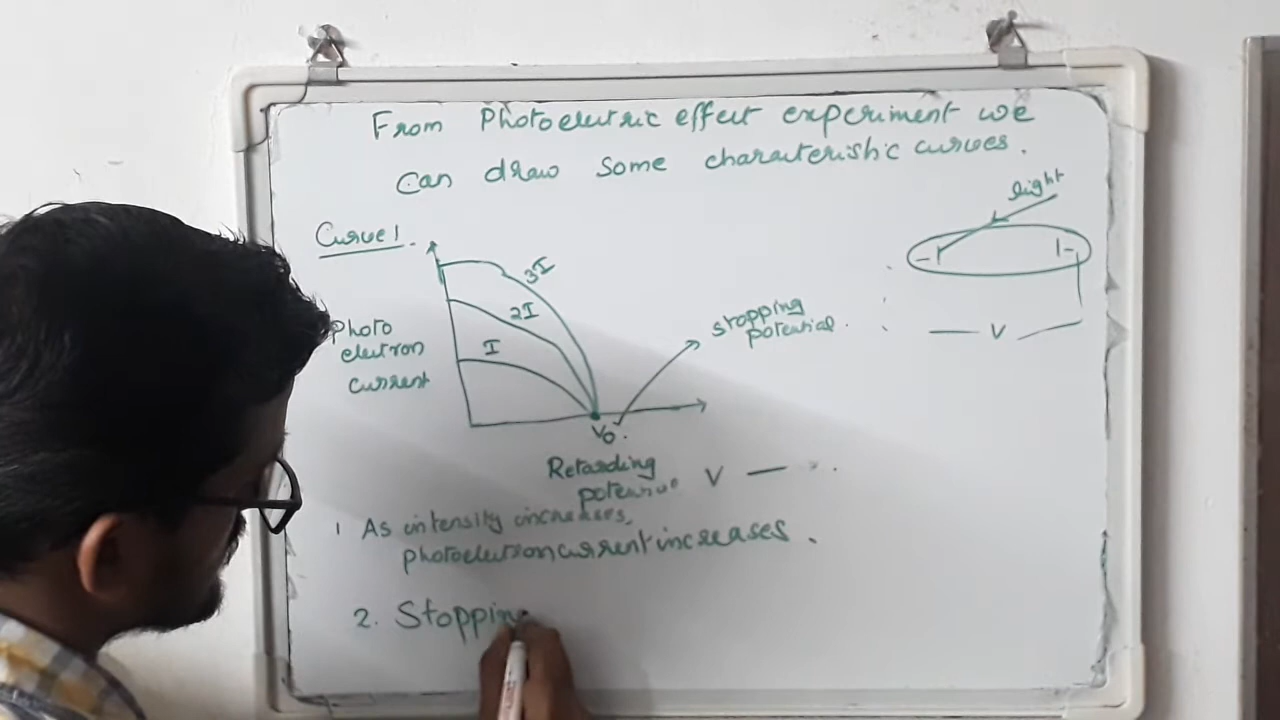 From Photoelectric effect experiment we
can draw some characteristic curves.
Curve 1.
light
3I
2I
I
Photo
electron
current
stopping
potential.
V
V0.
Retarding
potential
V
1 As intensity increases,
photoelectron current increases.
2. Stopping